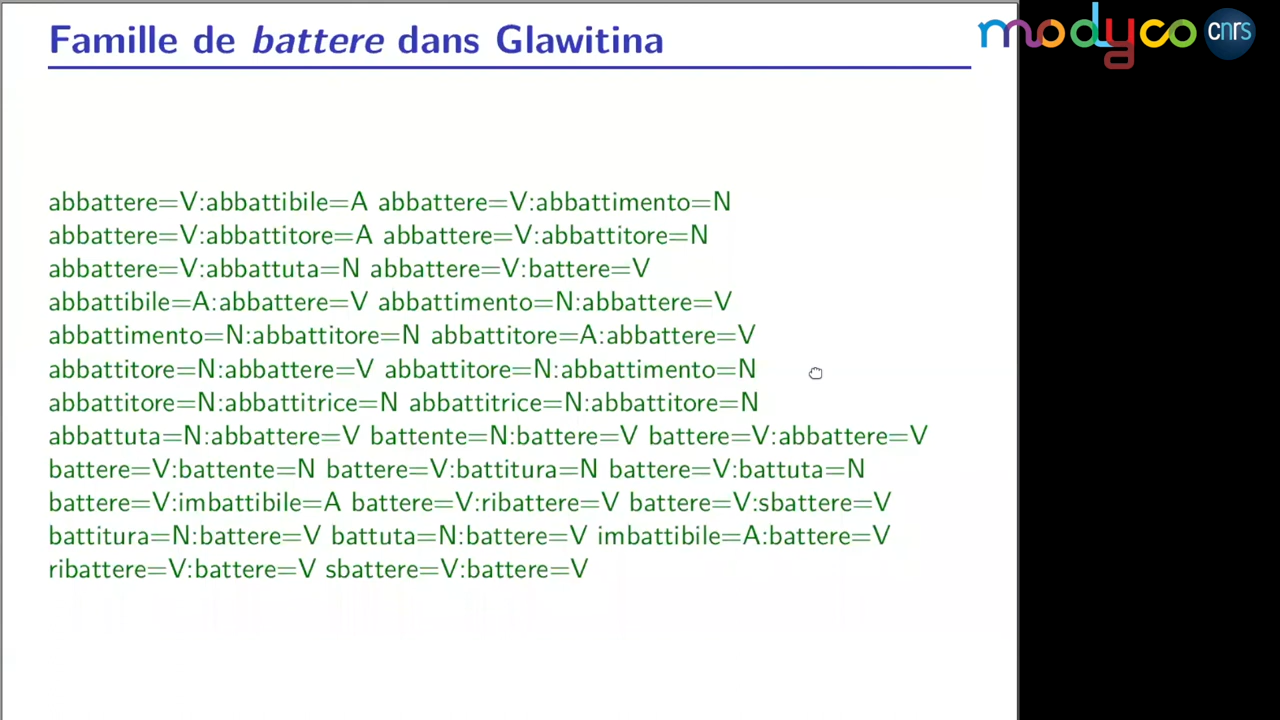 Famille de battere dans Glawitina
modyco
cnrs
abbattere=V:abbattibile=A abbattere=V:abbattimento=N
abbattere=V:abbattitore=A abbattere=V:abbattitore=N
abbattere=V:abbattuta=N abbattere=V:battere=V
abbattibile=A:abbattere=V abbattimento=N:abbattere=V
abbattimento=N:abbattitore=N abbattitore=A:abbattere=V
abbattitore=N:abbattere=V abbattitore=N:abbattimento=N
abbattitore=N:abbattitrice=N abbattitrice=N:abbattitore=N
abbattuta=N:abbattere=V battente=N:battere=V battere=V:abbattere=V
battere=V:battente=N battere=V:battitura=N battere=V:battuta=N
battere=V:imbattibile=A battere=V:ribattere=V battere=V:sbattere=V
battitura=N:battere=V battuta=N:battere=V imbattibile=A:battere=V
ribattere=V:battere=V sbattere=V:battere=V